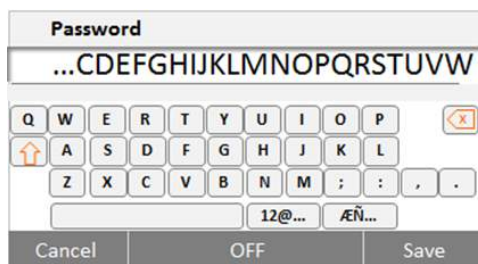 Password
...CDEFGHIJKLMNOPQRSTUVW
Q W E R T Y U I O P X
A S D F G H J K L
Z X C V B N M ; : , .
12@... ÆÑ...
Cancel OFF Save